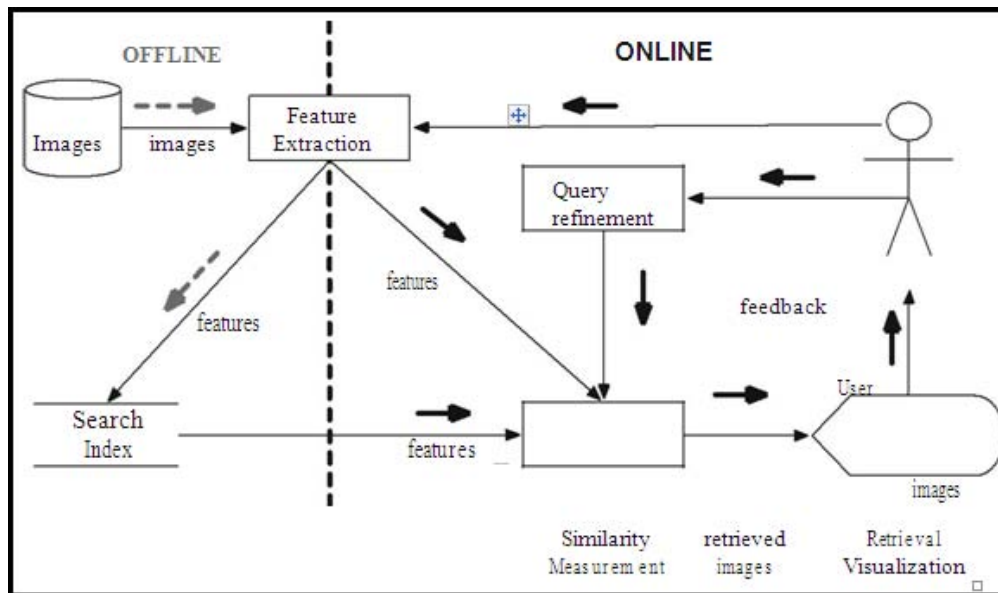 OFFLINE
ONLINE
Images
images
Feature
Extraction
Query
refinement
features
features
feedback
User
Search
Index
features
images
Similarity
Measurement
retrieved
images
Retrieval
Visualization